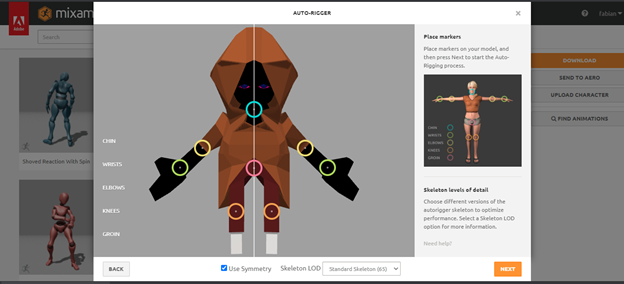 Adobe
mixam
AUTO-RIGGER
×
fabian
Search
Shoved Reaction With Spin
CHIN
WRISTS
ELBOWS
KNEES
GROIN
Place markers
Place markers on your model, and
then press Next to start the Auto-
Rigging process.
CHIN
WRISTS
ELBOWS
KNEES
GROIN
Skeleton levels of detail
Choose different versions of the
autorigger skeleton to optimize
performance. Select a Skeleton LOD
option for more information.
Need help?
DOWNLOAD
SEND TO AERO
UPLOAD CHARACTER
FIND ANIMATIONS
BACK
Use Symmetry
Skeleton LOD
Standard Skeleton (65)
NEXT